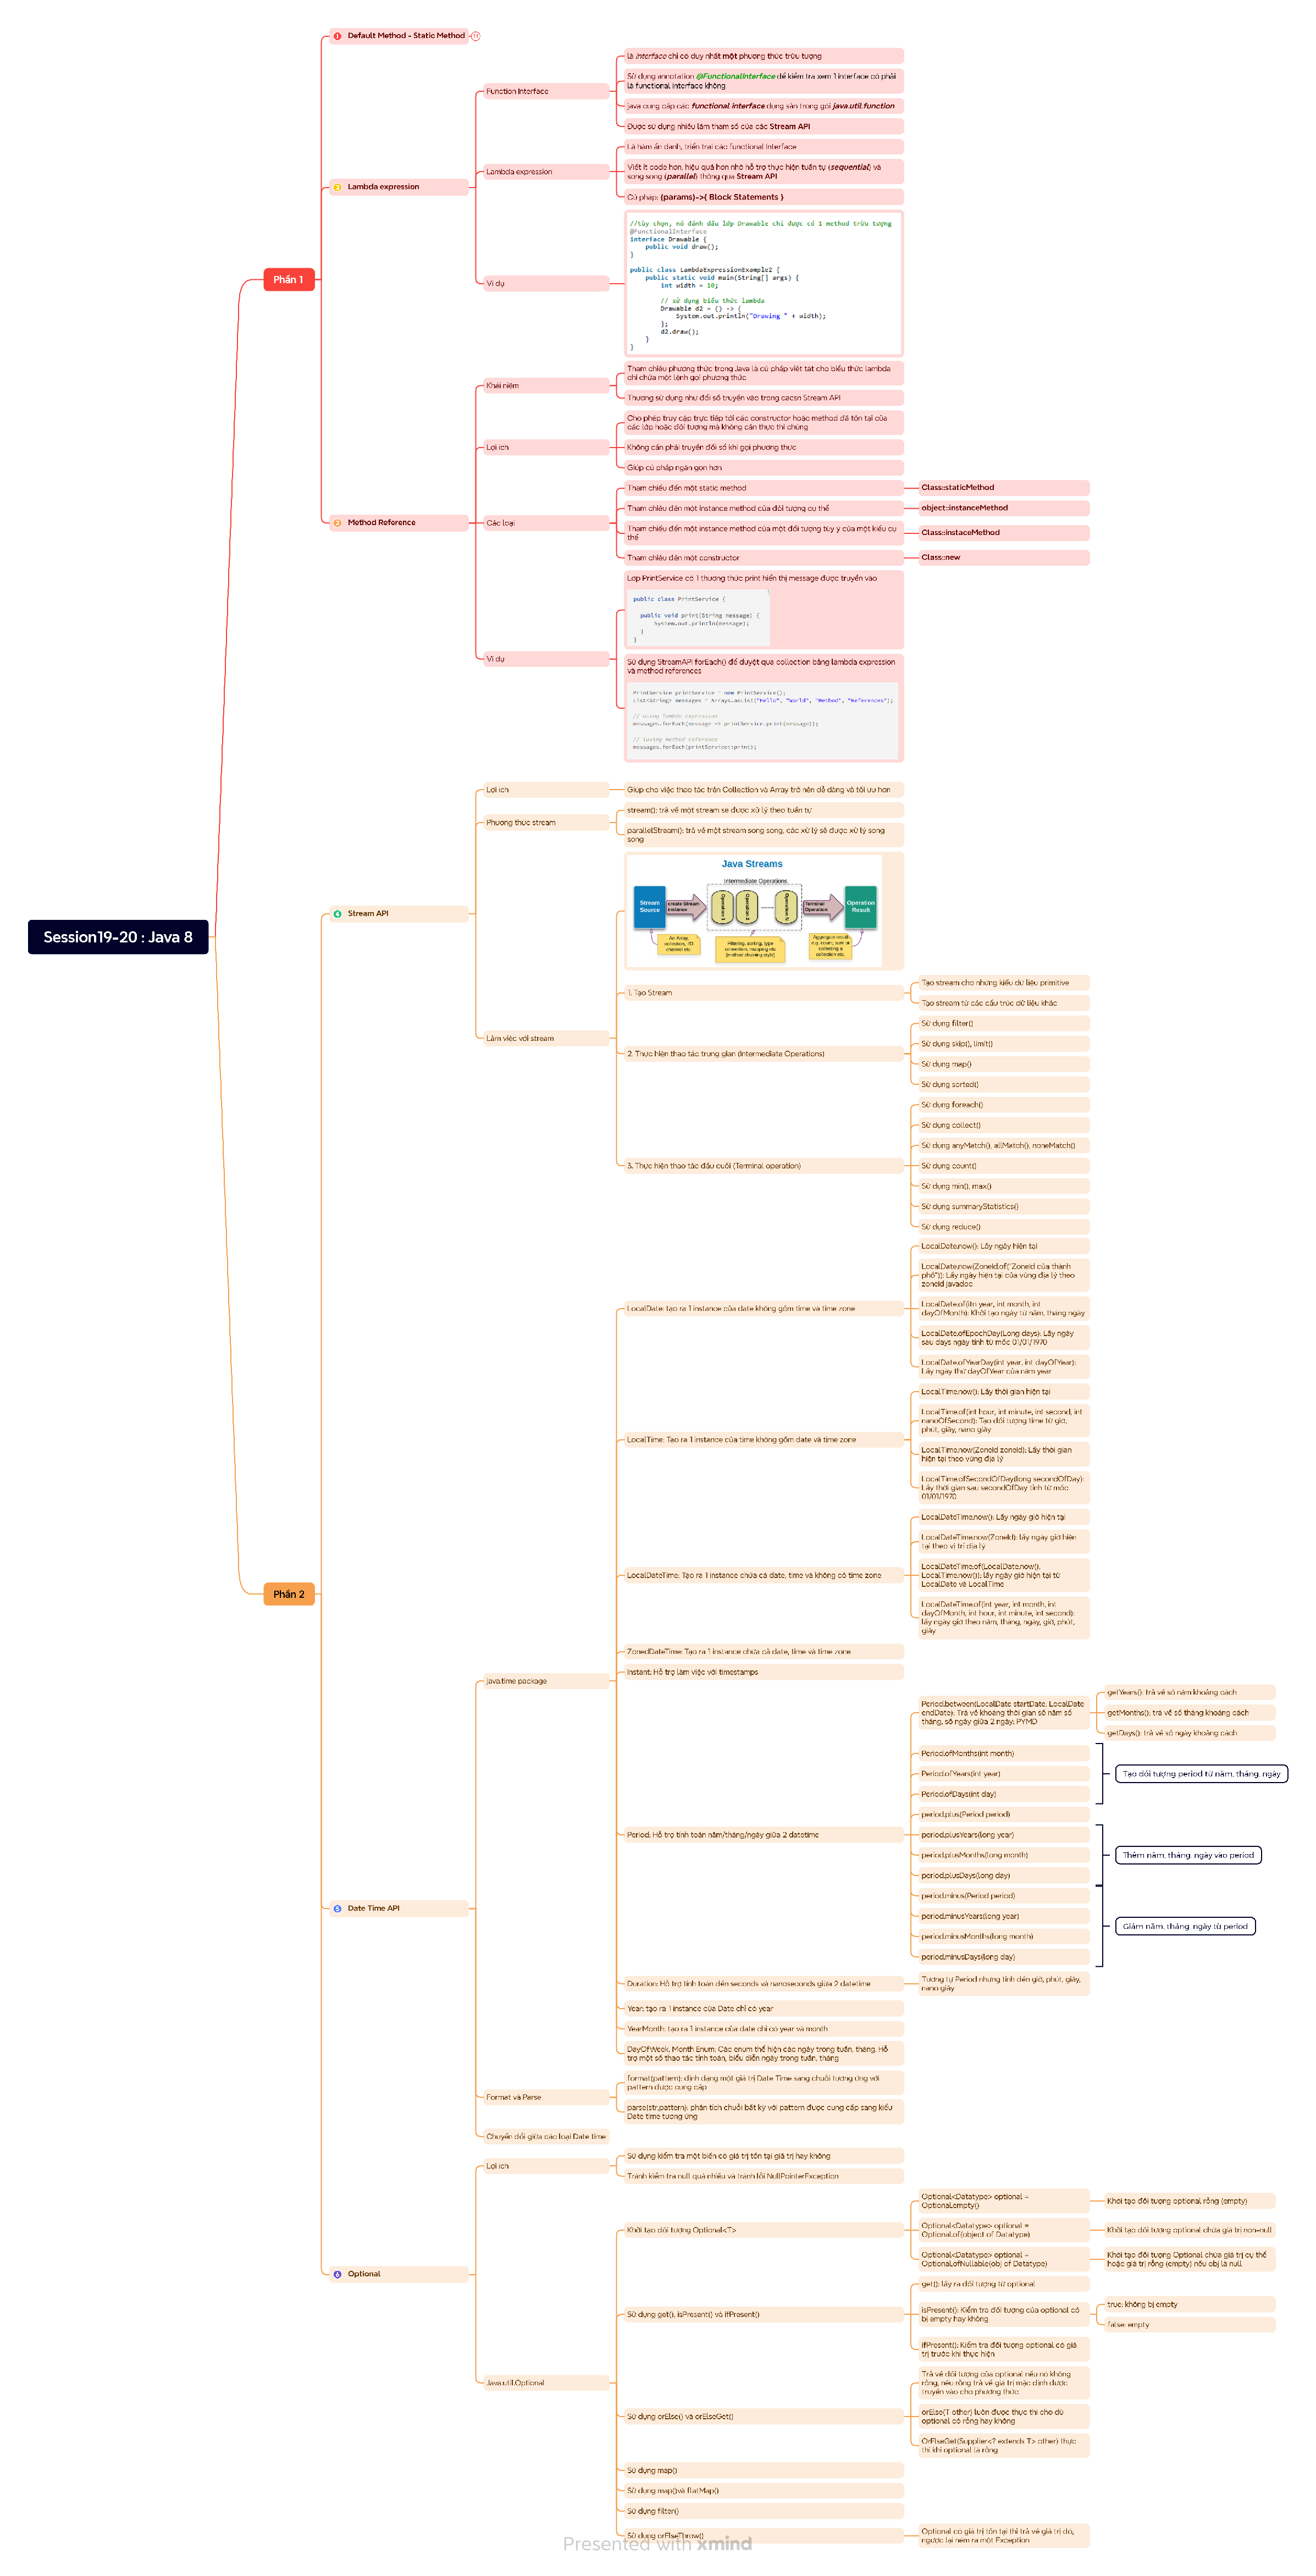 Session19-20 : Java 8
Phần 1
Default Method - Static Method
11
Lambda expression
Function Interface
là interface chỉ có duy nhất một phương thức trừu tượng
Sử dụng annotation @FunctionalInterface để kiểm tra xem 1 interface có phải
là functional interface không
java cung cấp các functional interface dựng sẵn trong gói java.util.function
Được sử dụng nhiều làm tham số của các Stream API
Lambda expression
Là hàm ẩn danh, triển trai các functional Interface
Viết ít code hơn, hiệu quả hơn nhờ hỗ trợ thực hiện tuần tự (sequential) và
song song (parallel) thông qua Stream API
Cú pháp: (params)->{ Block Statements }
Ví dụ
//tùy chọn, nó đánh dấu lớp Drawable chỉ được có 1 method trừu tượng
@FunctionalInterface
interface Drawable {
public void draw();
}
public class LambdaExpressionExample2 {
public static void main(String[] args) {
int width = 10;
// sử dụng biểu thức lambda
Drawable d2 = () -> {
System.out.println("Drawing " + width);
};
d2.draw();
}
}
Method Reference
Khái niệm
Tham chiếu phương thức trong Java là cú pháp viết tắt cho biểu thức lambda
chỉ chứa một lệnh gọi phương thức
Thường sử dụng như đối số truyền vào trong cacsn Stream API
Lợi ích
Cho phép truy cập trực tiếp tới các constructor hoặc method đã tồn tại của
các lớp hoặc đối tượng mà không cần thực thi chúng
Không cần phải truyền đối số khi gọi phương thức
Giúp cú pháp ngắn gọn hơn
Các loại
Tham chiếu đến một static method
Class::staticMethod
Tham chiếu đến một instance method của đối tượng cụ thể
object::instanceMethod
Tham chiếu đến một instance method của một đối tượng tùy ý của một kiểu cụ
thể
Class::instaceMethod
Tham chiếu đến một constructor
Class::new
Ví dụ
Lớp PrintService có 1 thương thức print hiển thị message được truyền vào
public class PrintService {
public void print(String message) {
System.out.println(message);
}
}
Sử dụng StreamAPI forEach() để duyệt qua collection bằng lambda expression
và method references
PrintService printService = new PrintService();
List<String> messages = Arrays.asList("Hello", "World", "Method", "References");
// using lambda expression
messages.forEach(message -> printService.print(message));
// using method reference
messages.forEach(printService::print);
Phần 2
Stream API
Lợi ích
Giúp cho việc thao tác trên Collection và Array trở nên dễ dàng và tối ưu hơn
Phương thức stream
stream(): trả về một stream sẽ được xử lý theo tuần tự
parallelStream(): trả về một stream song song, các xử lý sẽ được xử lý song
song
Làm việc với stream
Java Streams
Intermediate Operations
Stream
Source
create Stream
instance
Operation 1
Operation 2
Operation N
Terminal
Operation
Operation
Result
An Array,
collection, I/O
channel etc.
Filtering, sorting, type
conversion, mapping etc.
(method chaining style)
Aggregate result
e.g. count, sum or
collecting a
collection etc.
1. Tạo Stream
Tạo stream cho những kiểu dữ liệu primitive
Tạo stream từ các cấu trúc dữ liệu khác
2. Thực hiện thao tác trung gian (Intermediate Operations)
Sử dụng filter()
Sử dụng skip(), limit()
Sử dụng map()
Sử dụng sorted()
3. Thực hiện thao tác đầu cuối (Terminal operation)
Sử dụng foreach()
Sử dụng collect()
Sử dụng anyMatch(), allMatch(), noneMatch()
Sử dụng count()
Sử dụng min(), max()
Sử dụng summaryStatistics()
Sử dụng reduce()
Date Time API
java.time package
LocalDate: tạo ra 1 instance của date không gồm time và time zone
LocalDate.now(): Lấy ngày hiện tại
LocalDate.now(ZoneId.of("ZoneId của thành
phố")): Lấy ngày hiện tại của vùng địa lý theo
zoneid javadoc
LocalDate.of(itn year, int month, int
dayOfMonth): Khởi tạo ngày từ năm, tháng ngày
LocalDate.ofEpochDay(Long days): Lấy ngày
sau days ngày tính từ mốc 01/01/1970
LocalDate.ofYearDay(int year, int dayOfYear):
Lấy ngày thứ dayOfYear của năm year
LocalTime: Tạo ra 1 instance của time không gồm date và time zone
LocalTime.now(): Lấy thời gian hiện tại
LocalTime.of(int hour, int minute, int second, int
nanoOfSecond): Tạo đối tượng time từ giờ,
phút, giây, nano giây
LocalTime.now(ZoneId zoneid): Lấy thời gian
hiện tại theo vùng địa lý
LocalTime.ofSecondOfDay(long secondOfDay):
Lấy thời gian sau secondOfDay tính từ mốc
01/01/1970
LocalDateTime: Tạo ra 1 instance chứa cả date, time và không có time zone
LocalDateTime.now(): Lấy ngày giờ hiện tại
LocalDateTime.now(ZoneId): lấy ngày giờ hiện
tại theo vị trí địa lý
LocalDateTime.of(LocalDate.now(),
LocalTime.now()): lấy ngày giờ hiện tại từ
LocalDate và LocalTime
LocalDateTime.of(int year, int month, int
dayOfMonth, int hour, int minute, int second):
lấy ngày giờ theo năm, tháng, ngày, giờ, phút,
giây
ZonedDateTime: Tạo ra 1 instance chứa cả date, time và time zone
Instant: Hỗ trợ làm việc với timestamps
Period: Hỗ trợ tính toán năm/tháng/ngày giữa 2 datetime
Period.between(LocalDate startDate, LocalDate
endDate): Trả về khoảng thời gian số năm số
tháng, số ngày giữa 2 ngày: PYMD
getYears(): trả về số năm khoảng cách
getMonths(): trả về số tháng khoảng cách
getDays(): trả về số ngày khoảng cách
Period.ofMonths(int month)
Period.ofYears(int year)
Period.ofDays(int day)
Tạo đối tượng period từ năm, tháng, ngày
period.plus(Period period)
period.plusYears(long year)
period.plusMonths(long month)
period.plusDays(long day)
Thêm năm, tháng, ngày vào period
period.minus(Period period)
period.minusYears(long year)
period.minusMonths(long month)
period.minusDays(long day)
Giảm năm, tháng, ngày từ period
Duration: Hỗ trợ tính toán đến seconds và nanoseconds giữa 2 datetime
Tương tự Period nhưng tính đến giờ, phút, giây,
nano giây
Year: tạo ra 1 instance của Date chỉ có year
YearMonth: tạo ra 1 instance của date chỉ có year và month
DayOfWeek, Month Enum: Các enum thể hiện các ngày trong tuần, tháng. Hỗ
trợ một số thao tác tính toán, biểu diễn ngày trong tuần, tháng
Format và Parse
format(pattern): định dạng một giá trị Date Time sang chuỗi tương ứng với
pattern được cung cấp
parse(str,pattern): phân tích chuỗi bất kỳ với pattern được cung cấp sang kiểu
Date time tương ứng
Chuyển đổi giữa các loại Date time
Optional
Lợi ích
Sử dụng kiểm tra một biến có giá trị tồn tại giá trị hay không
Tránh kiểm tra null quá nhiều và tránh lỗi NullPointerException
Java.util.Optional
Khởi tạo đối tượng Optional<T>
Optional<Datatype> optional =
Optional.empty()
Khởi tạo đối tượng optional rỗng (empty)
Optional<Datatype> optional =
Optional.of(object of Datatype)
Khởi tạo đối tượng optional chứa giá trị non-null
Optional<Datatype> optional =
Optional.ofNullable(obj of Datatype)
Khởi tạo đối tượng Optional chứa giá trị cụ thể
hoặc giá trị rỗng (empty) nếu obj là null
Sử dụng get(), isPresent() và ifPresent()
get(): lấy ra đối tượng từ optional
isPresent(): Kiểm tra đối tượng của optional có
bị empty hay không
true: không bị empty
false: empty
ifPresent(): Kiểm tra đối tượng optional có giá
trị trước khi thực hiện
Sử dụng orElse() và orElseGet()
Trả về đối tượng của optional nếu nó không
rỗng, nếu rỗng trả về giá trị mặc định được
truyền vào cho phương thức
orElse(T other) luôn được thực thi cho dù
optional có rỗng hay không
OrElseGet(Supplier<? extends T> other) thực
thi khi optional là rỗng
Sử dụng map()
Sử dụng map()và flatMap()
Sử dụng filter()
Sử dụng orElseThrow()
Optional có giá trị tồn tại thì trả về giá trị đó,
ngược lại ném ra một Exception
Presented with xmind